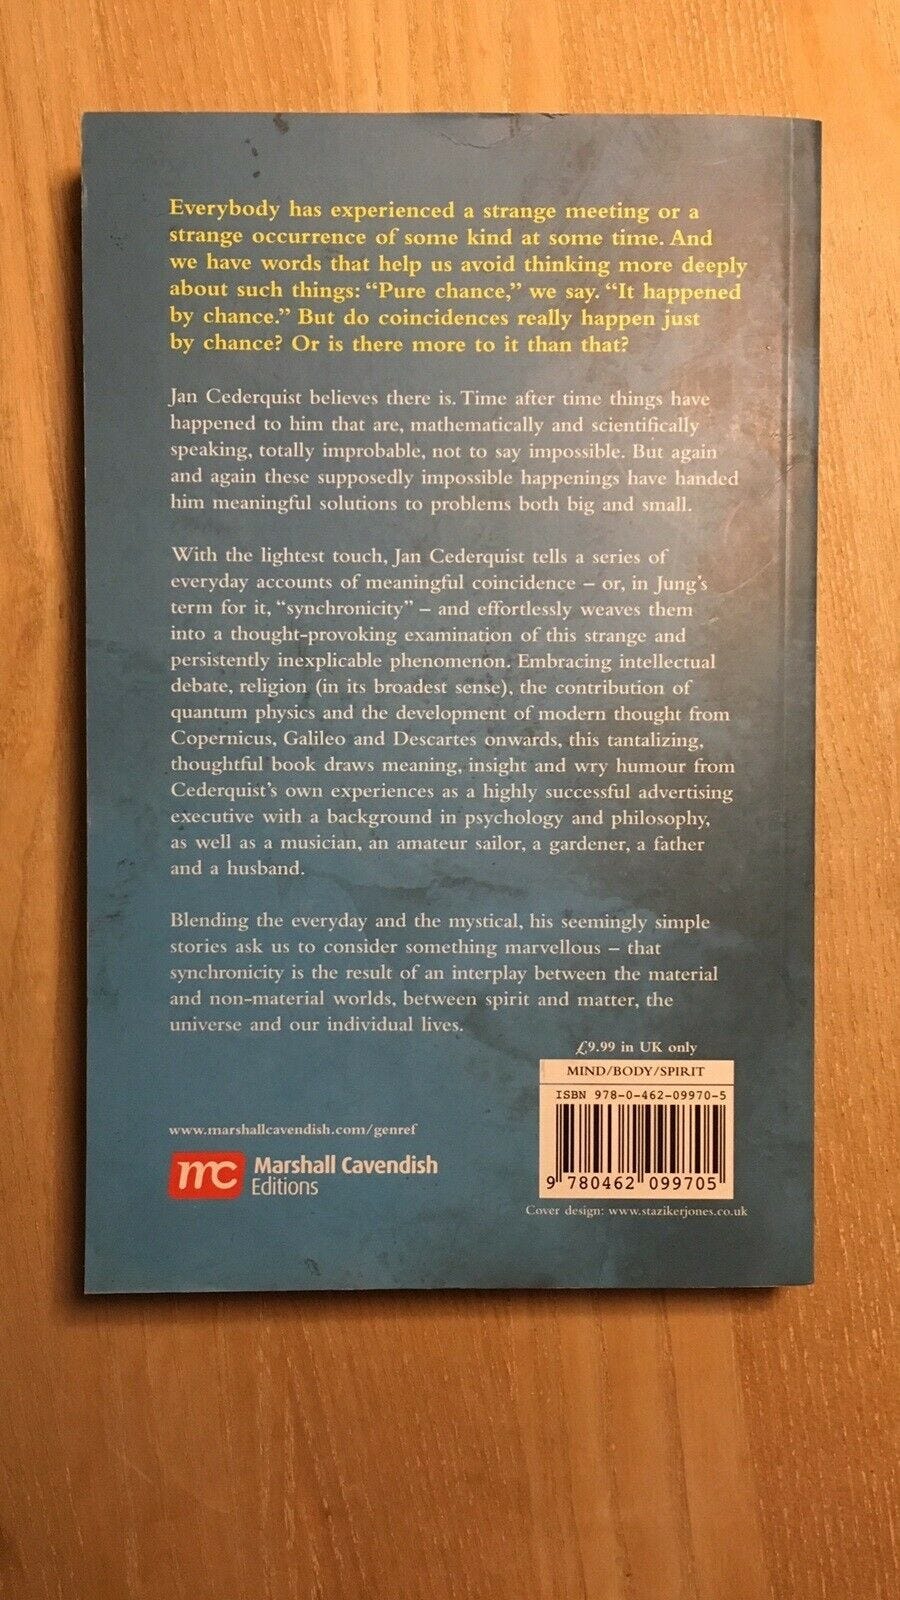 Everybody has experienced a strange meeting or a
strange occurrence of some kind at some time. And
we have words that help us avoid thinking more deeply
about such things: “Pure chance,” we say. “It happened
by chance.” But do coincidences really happen just
by chance? Or is there more to it than that?
Jan Cederquist believes there is. Time after time things have
happened to him that are, mathematically and scientifically
speaking, totally improbable, not to say impossible. But again
and again these supposedly impossible happenings have handed
him meaningful solutions to problems both big and small.
With the lightest touch, Jan Cederquist tells a series of
everyday accounts of meaningful coincidence – or, in Jung’s
term for it, “synchronicity” – and effortlessly weaves them
into a thought-provoking examination of this strange and
persistently inexplicable phenomenon. Embracing intellectual
debate, religion (in its broadest sense), the contribution of
quantum physics and the development of modern thought from
Copernicus, Galileo and Descartes onwards, this tantalizing,
thoughtful book draws meaning, insight and wry humour from
Cederquist’s own experiences as a highly successful advertising
executive with a background in psychology and philosophy,
as well as a musician, an amateur sailor, a gardener, a father
and a husband.
Blending the everyday and the mystical, his seemingly simple
stories ask us to consider something marvellous – that
synchronicity is the result of an interplay between the material
and non-material worlds, between spirit and matter, the
universe and our individual lives.
£9.99 in UK only
MIND/BODY/SPIRIT
ISBN 978-0-462-09970-5
9 780462 099705
Cover design: www.stazikerjones.co.uk
www.marshallcavendish.com/genref
mc Marshall Cavendish
Editions